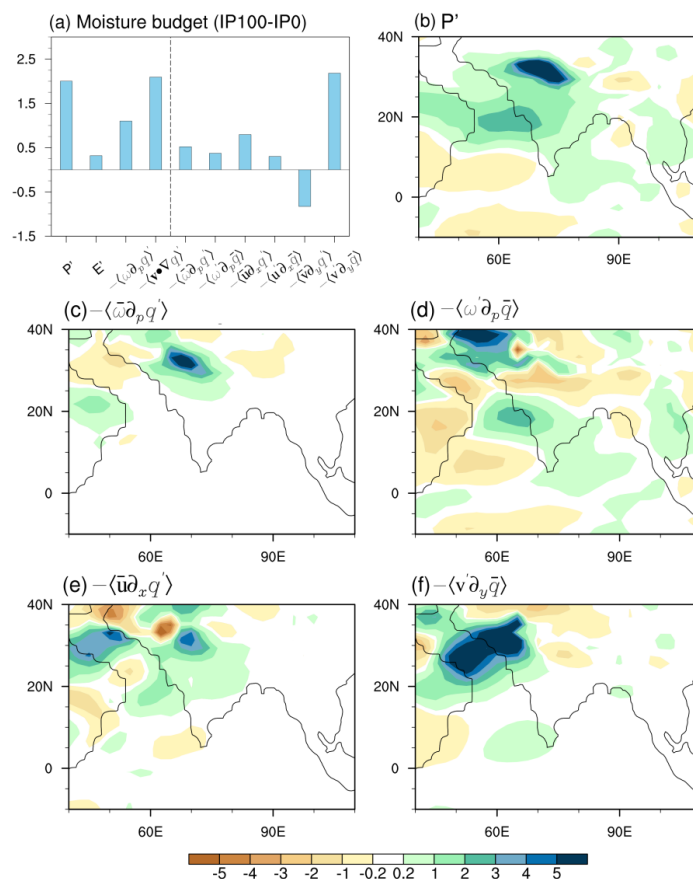 (a) Moisture budget (IP100-IP0)
2.5
1.5
0.5
-0.5
-1.5
P'
E'
−⟨ω∂ₚq⟩'
−⟨v•∇q⟩'
−⟨ω̄∂ₚq'⟩
−⟨ω'∂ₚq̄⟩
−⟨ū∂ₓq'⟩
−⟨u'∂ₓq̄⟩
−⟨v̄∂ᵧq'⟩
−⟨v'∂ᵧq̄⟩
(b) P'
40N
20N
0
60E 90E
(c) −⟨ω̄∂ₚq'⟩
40N
20N
0
60E 90E
(d) −⟨ω'∂ₚq̄⟩
40N
20N
0
60E 90E
(e) −⟨ū∂ₓq'⟩
40N
20N
0
60E 90E
(f) −⟨v'∂ᵧq̄⟩
40N
20N
0
60E 90E
-5 -4 -3 -2 -1 -0.2 0.2 1 2 3 4 5